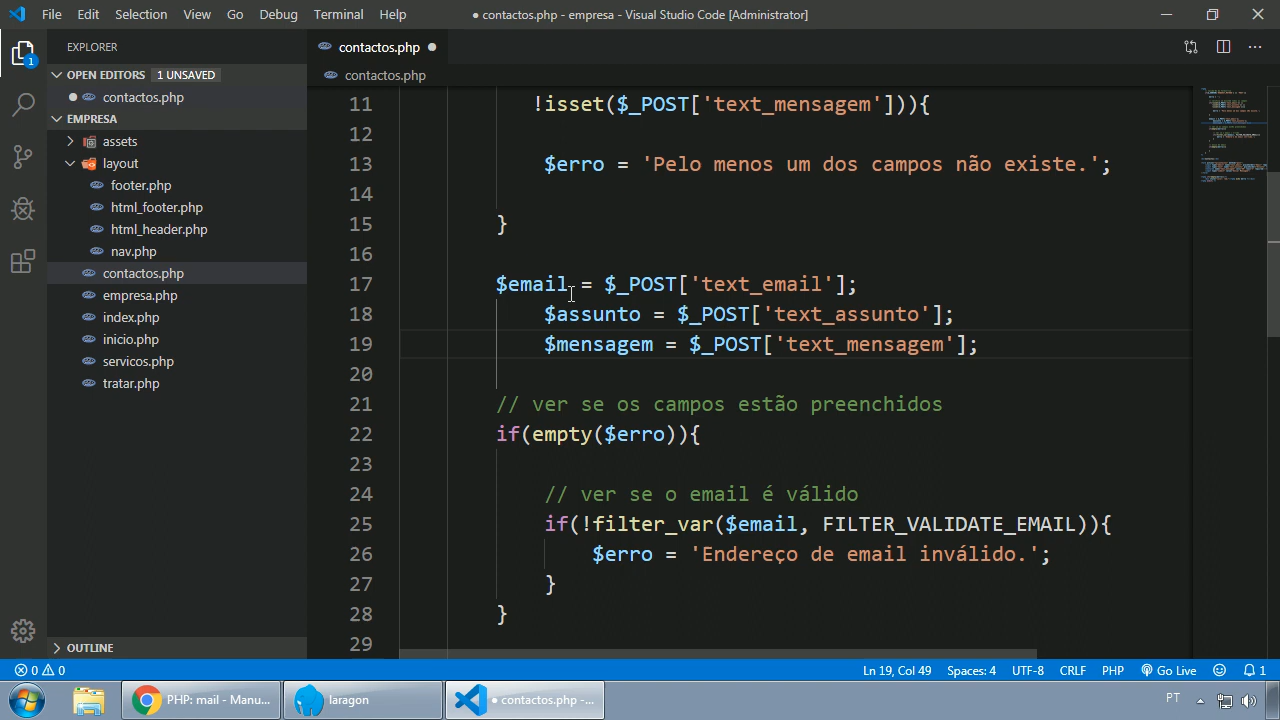 File Edit Selection View Go Debug Terminal Help ● contactos.php - empresa - Visual Studio Code [Administrator]
EXPLORER
OPEN EDITORS 1 UNSAVED
contactos.php
EMPRESA
assets
layout
footer.php
html_footer.php
html_header.php
nav.php
contactos.php
empresa.php
index.php
inicio.php
servicos.php
tratar.php
OUTLINE
1
contactos.php ●
contactos.php
11 !isset($_POST['text_mensagem'])){
12
13 $erro = 'Pelo menos um dos campos não existe.';
14
15 }
16
17 $email = $_POST['text_email'];
18 $assunto = $_POST['text_assunto'];
19 $mensagem = $_POST['text_mensagem'];
20
21 // ver se os campos estão preenchidos
22 if(empty($erro)){
23
24 // ver se o email é válido
25 if(!filter_var($email, FILTER_VALIDATE_EMAIL)){
26 $erro = 'Endereço de email inválido.';
27 }
28 }
29
0 0 Ln 19, Col 49 Spaces: 4 UTF-8 CRLF PHP Go Live 1
PHP: mail - Manu... laragon ● contactos.php -... PT